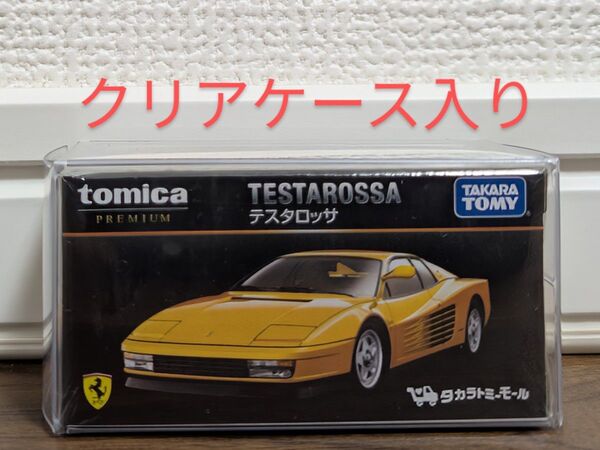 クリアケース入り
tomica
PREMIUM
TESTAROSSA
テスタロッサ
TAKARA
TOMY
タカラトミーモール